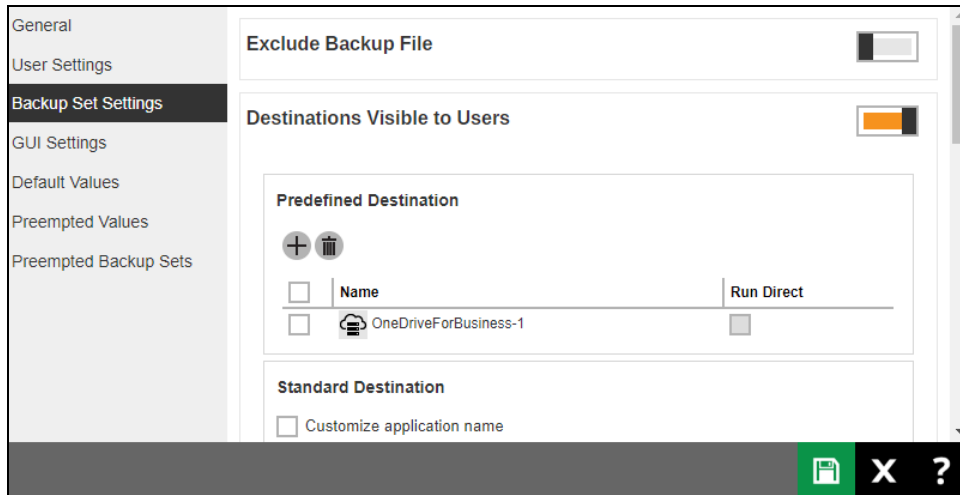 General
User Settings
Backup Set Settings
GUI Settings
Default Values
Preempted Values
Preempted Backup Sets
Exclude Backup File
Destinations Visible to Users
Predefined Destination
Name Run Direct
OneDriveForBusiness-1
Standard Destination
Customize application name
X ?